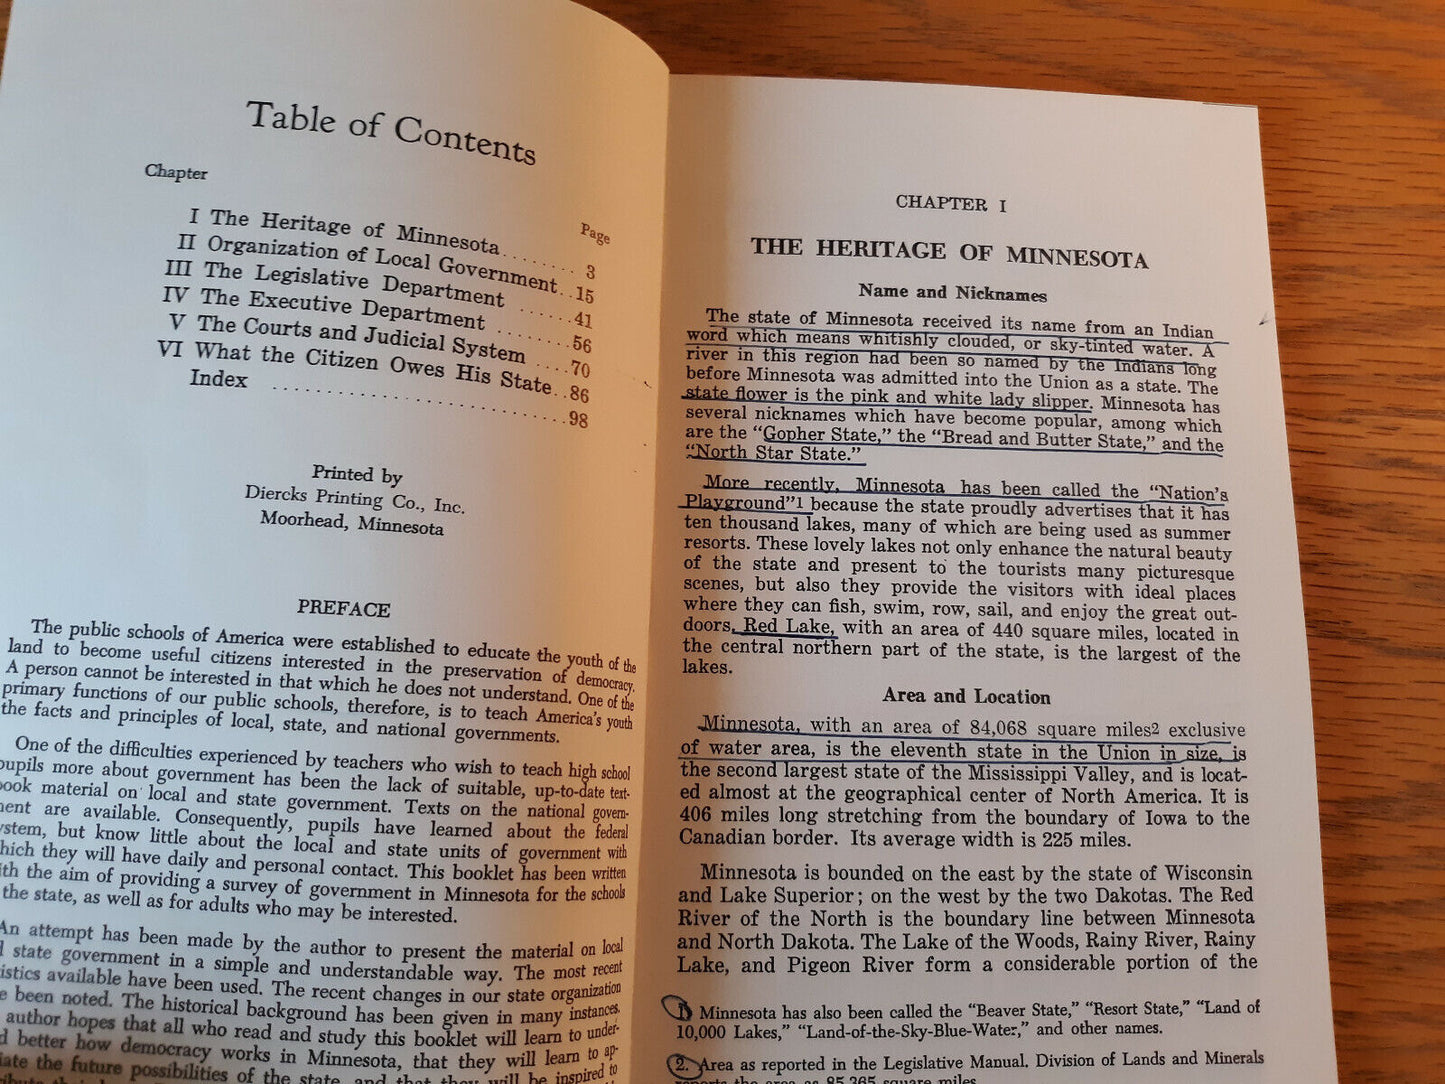 Table of Contents
Chapter
Page
I The Heritage of Minnesota........ 3
II Organization of Local Government..15
III The Legislative Department ......41
IV The Executive Department .......56
V The Courts and Judicial System ....70
VI What the Citizen Owes His State..86
Index .........................98
Printed by
Diercks Printing Co., Inc.
Moorhead, Minnesota
PREFACE
The public schools of America were established to educate the youth of the
land to become useful citizens interested in the preservation of democracy.
A person cannot be interested in that which he does not understand. One of the
primary functions of our public schools, therefore, is to teach America's youth
the facts and principles of local, state, and national governments.
One of the difficulties experienced by teachers who wish to teach high school
pupils more about government has been the lack of suitable, up-to-date text-
book material on local and state government. Texts on the national govern-
ment are available. Consequently, pupils have learned about the federal
system, but know little about the local and state units of government with
which they will have daily and personal contact. This booklet has been written
with the aim of providing a survey of government in Minnesota for the schools
the state, as well as for adults who may be interested.
An attempt has been made by the author to present the material on local
state government in a simple and understandable way. The most recent
available have been used. The recent changes in our state organization
been noted. The historical background has been given in many instances.
author hopes that all who read and study this booklet will learn to under-
better how democracy works in Minnesota, that they will learn to ap-
the future possibilities of the state, and that they will be inspired to
CHAPTER I
THE HERITAGE OF MINNESOTA
Name and Nicknames
The state of Minnesota received its name from an Indian
word which means whitishly clouded, or sky-tinted water. A
river in this region had been so named by the Indians long
before Minnesota was admitted into the Union as a state. The
state flower is the pink and white lady slipper. Minnesota has
several nicknames which have become popular, among which
are the "Gopher State," the "Bread and Butter State," and the
"North Star State."
More recently, Minnesota has been called the "Nation's
Playground"1 because the state proudly advertises that it has
ten thousand lakes, many of which are being used as summer
resorts. These lovely lakes not only enhance the natural beauty
of the state and present to the tourists many picturesque
scenes, but also they provide the visitors with ideal places
where they can fish, swim, row, sail, and enjoy the great out-
doors. Red Lake, with an area of 440 square miles, located in
the central northern part of the state, is the largest of the
lakes.
Area and Location
Minnesota, with an area of 84,068 square miles2 exclusive
of water area, is the eleventh state in the Union in size, is
the second largest state of the Mississippi Valley, and is locat-
ed almost at the geographical center of North America. It is
406 miles long stretching from the boundary of Iowa to the
Canadian border. Its average width is 225 miles.
Minnesota is bounded on the east by the state of Wisconsin
and Lake Superior; on the west by the two Dakotas. The Red
River of the North is the boundary line between Minnesota
and North Dakota. The Lake of the Woods, Rainy River, Rainy
Lake, and Pigeon River form a considerable portion of the
1. Minnesota has also been called the "Beaver State," "Resort State," "Land of
10,000 Lakes," "Land-of-the-Sky-Blue-Water," and other names.
2. Area as reported in the Legislative Manual. Division of Lands and Minerals
reports the area as 85,365 square miles.